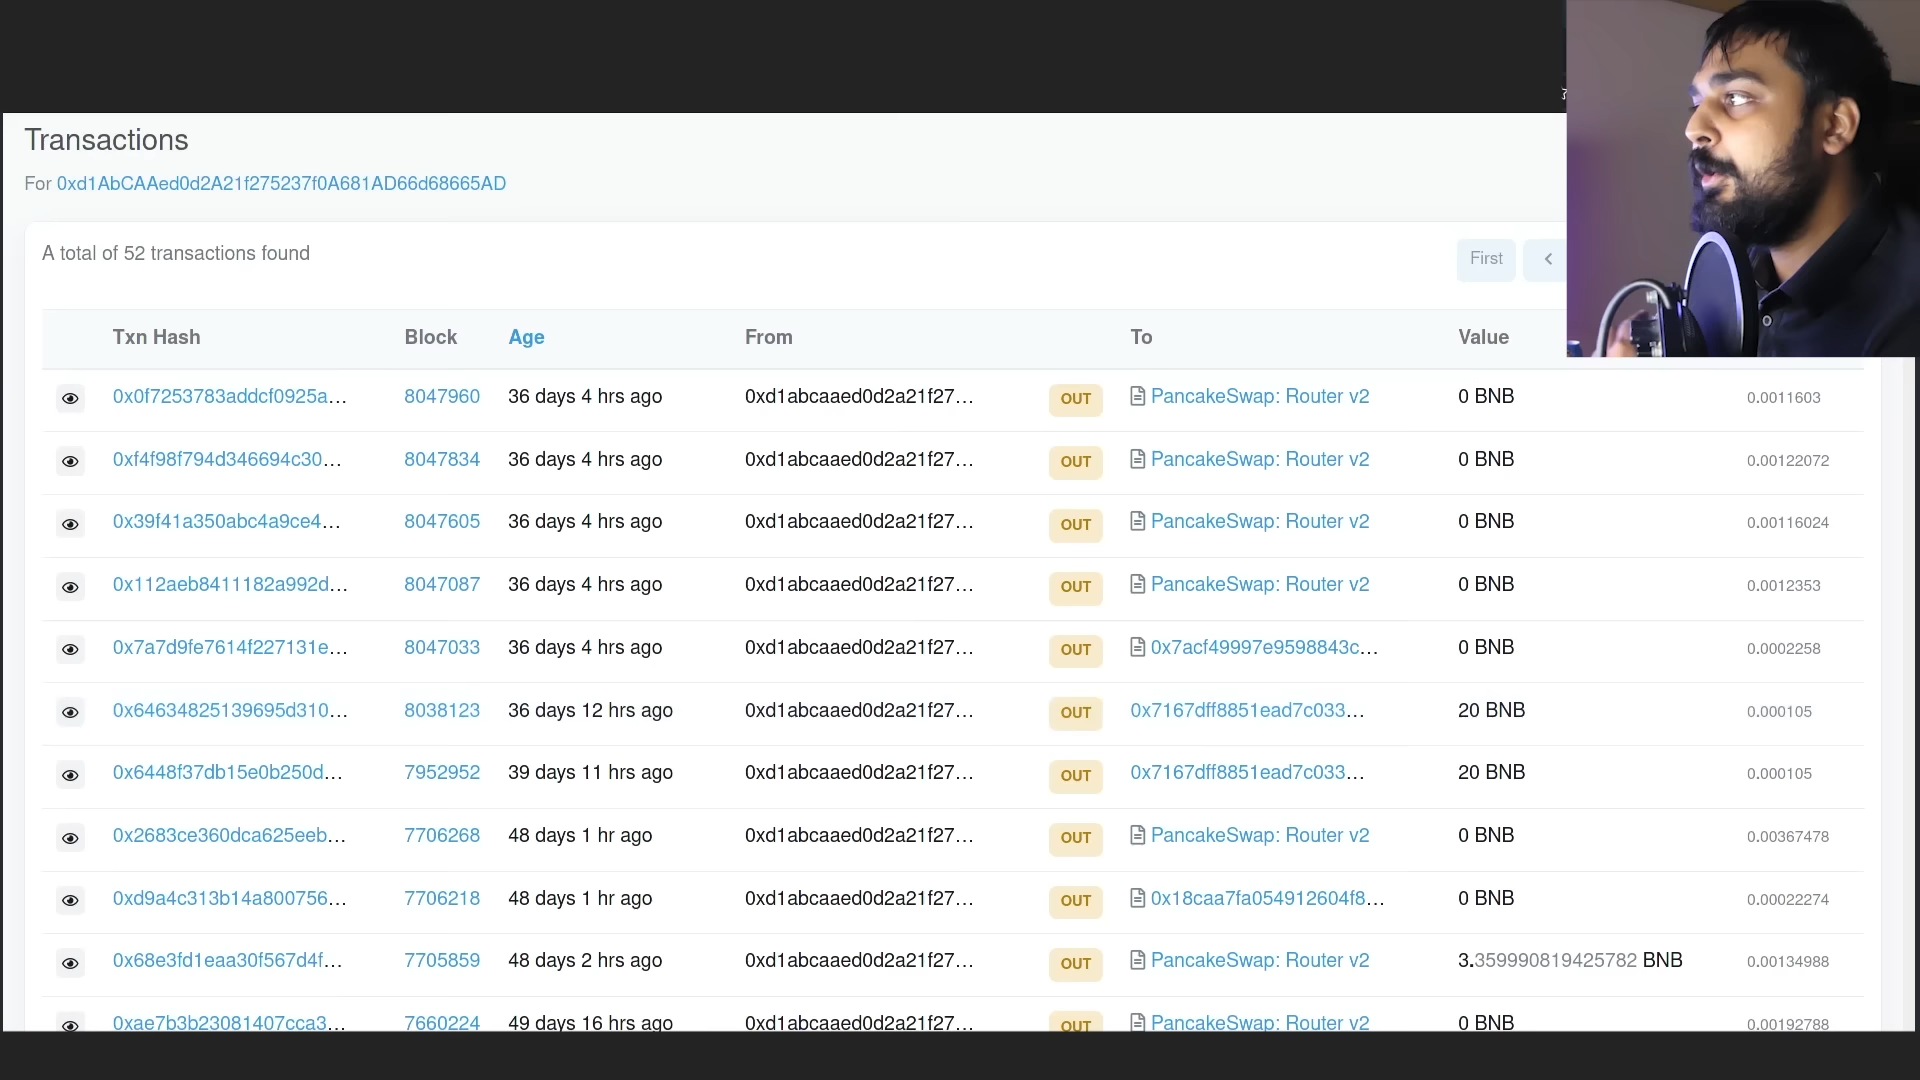 Transactions
For 0xd1AbCAAed0d2A21f275237f0A681AD66d68665AD
A total of 52 transactions found
First <
Txn Hash Block Age From To Value
0x0f7253783addcf0925a... 8047960 36 days 4 hrs ago 0xd1abcaaed0d2a21f27... OUT PancakeSwap: Router v2 0 BNB 0.0011603
0xf4f98f794d346694c30... 8047834 36 days 4 hrs ago 0xd1abcaaed0d2a21f27... OUT PancakeSwap: Router v2 0 BNB 0.00122072
0x39f41a350abc4a9ce4... 8047605 36 days 4 hrs ago 0xd1abcaaed0d2a21f27... OUT PancakeSwap: Router v2 0 BNB 0.00116024
0x112aeb8411182a992d... 8047087 36 days 4 hrs ago 0xd1abcaaed0d2a21f27... OUT PancakeSwap: Router v2 0 BNB 0.0012353
0x7a7d9fe7614f227131e... 8047033 36 days 4 hrs ago 0xd1abcaaed0d2a21f27... OUT 0x7acf49997e9598843c... 0 BNB 0.0002258
0x64634825139695d310... 8038123 36 days 12 hrs ago 0xd1abcaaed0d2a21f27... OUT 0x7167dff8851ead7c033... 20 BNB 0.000105
0x6448f37db15e0b250d... 7952952 39 days 11 hrs ago 0xd1abcaaed0d2a21f27... OUT 0x7167dff8851ead7c033... 20 BNB 0.000105
0x2683ce360dca625eeb... 7706268 48 days 1 hr ago 0xd1abcaaed0d2a21f27... OUT PancakeSwap: Router v2 0 BNB 0.00367478
0xd9a4c313b14a800756... 7706218 48 days 1 hr ago 0xd1abcaaed0d2a21f27... OUT 0x18caa7fa054912604f8... 0 BNB 0.00022274
0x68e3fd1eaa30f567d4f... 7705859 48 days 2 hrs ago 0xd1abcaaed0d2a21f27... OUT PancakeSwap: Router v2 3.359990819425782 BNB 0.00134988
0xae7b3b23081407cca3... 7660224 49 days 16 hrs ago 0xd1abcaaed0d2a21f27... OUT PancakeSwap: Router v2 0 BNB 0.00192788